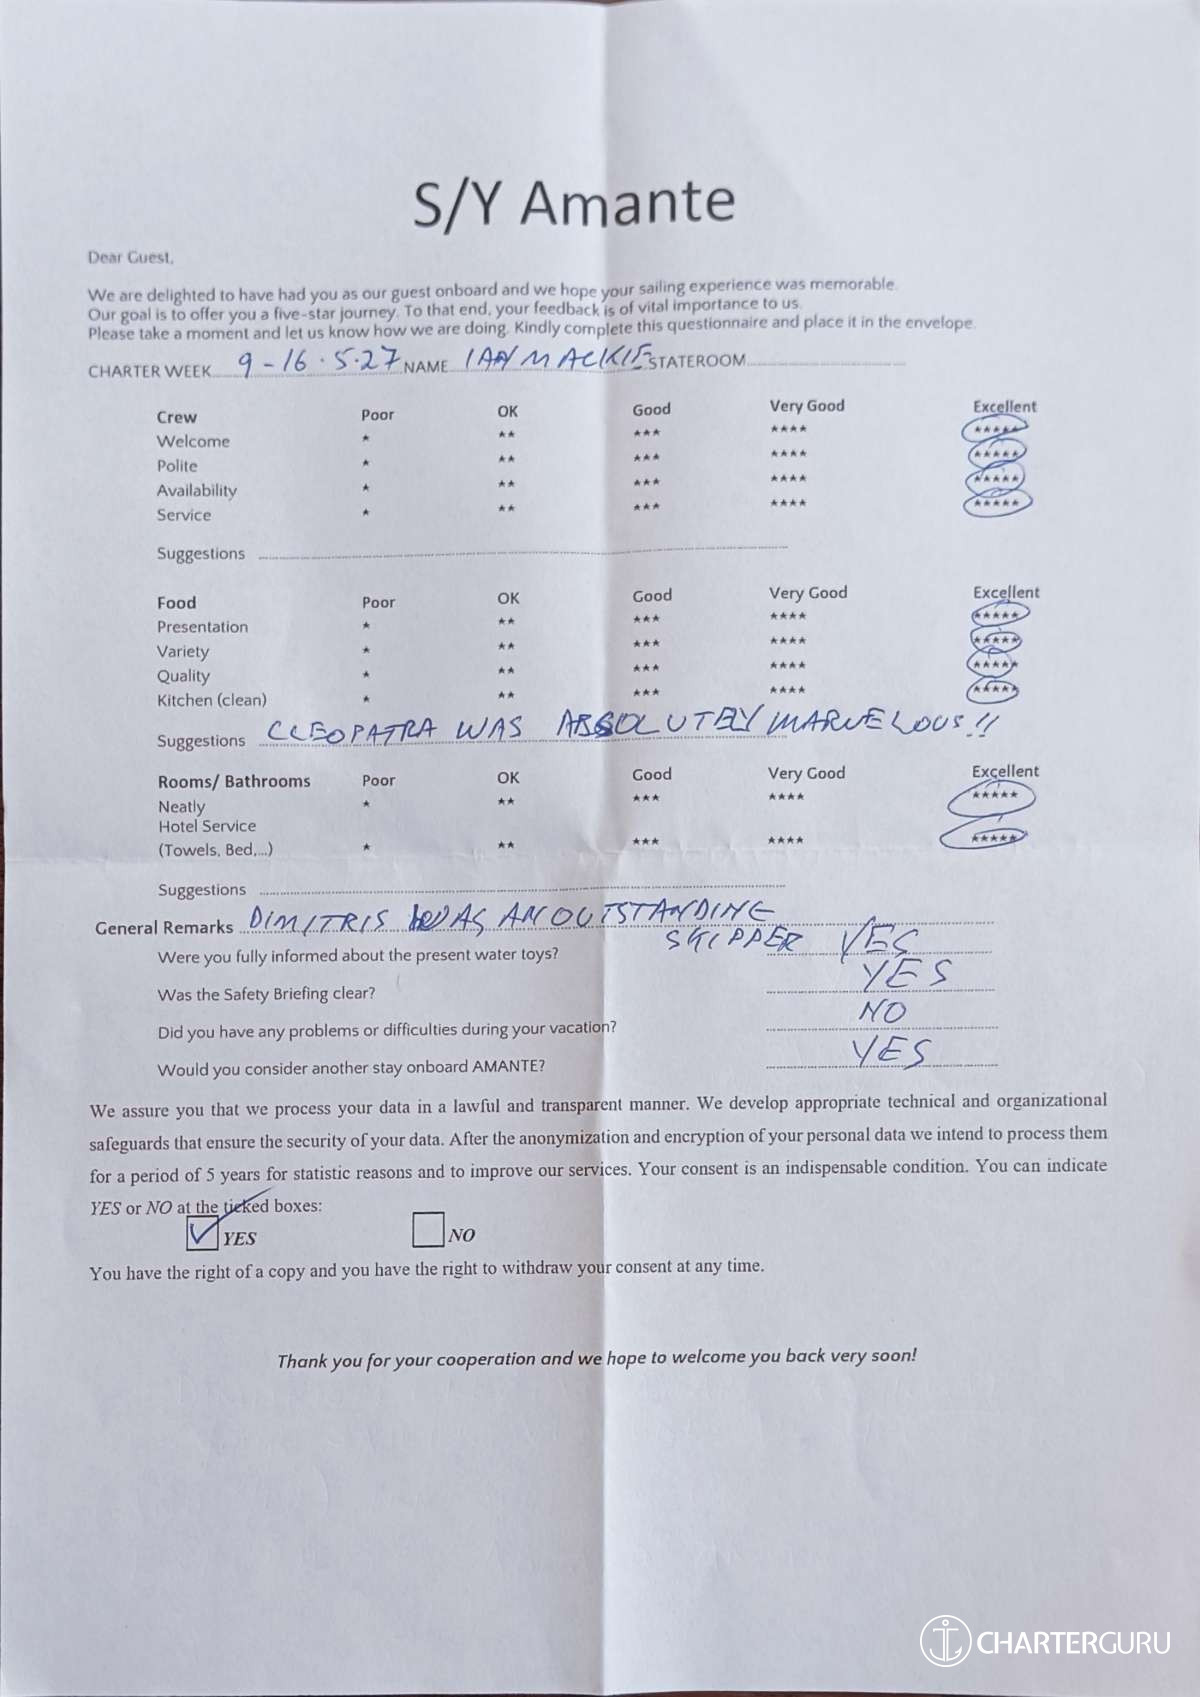 S/Y Amante
Dear Guest,
We are delighted to have had you as our guest onboard and we hope your sailing experience was memorable.
Our goal is to offer you a five-star journey. To that end, your feedback is of vital importance to us.
Please take a moment and let us know how we are doing. Kindly complete this questionnaire and place it in the envelope.
CHARTER WEEK 9-16.5.27 NAME IAN MACKIE STATEROOM
Crew Poor OK Good Very Good Excellent
Welcome * ** *** **** *****
Polite * ** *** **** *****
Availability * ** *** **** *****
Service * ** *** **** *****
Suggestions
Food Poor OK Good Very Good Excellent
Presentation * ** *** **** *****
Variety * ** *** **** *****
Quality * ** *** **** *****
Kitchen (clean) * ** *** **** *****
Suggestions CLEOPATRA WAS ABSOLUTELY MARVELOUS!!
Rooms/ Bathrooms Poor OK Good Very Good Excellent
Neatly * ** *** **** *****
Hotel Service
(Towels, Bed,...) * ** *** **** *****
Suggestions
General Remarks DIMITRIS WAS AN OUTSTANDING
SKIPPER
Were you fully informed about the present water toys? YES
Was the Safety Briefing clear? YES
Did you have any problems or difficulties during your vacation? NO
Would you consider another stay onboard AMANTE? YES
We assure you that we process your data in a lawful and transparent manner. We develop appropriate technical and organizational
safeguards that ensure the security of your data. After the anonymization and encryption of your personal data we intend to process them
for a period of 5 years for statistic reasons and to improve our services. Your consent is an indispensable condition. You can indicate
YES or NO at the ticked boxes:
YES NO
You have the right of a copy and you have the right to withdraw your consent at any time.
Thank you for your cooperation and we hope to welcome you back very soon!
CHARTERGURU